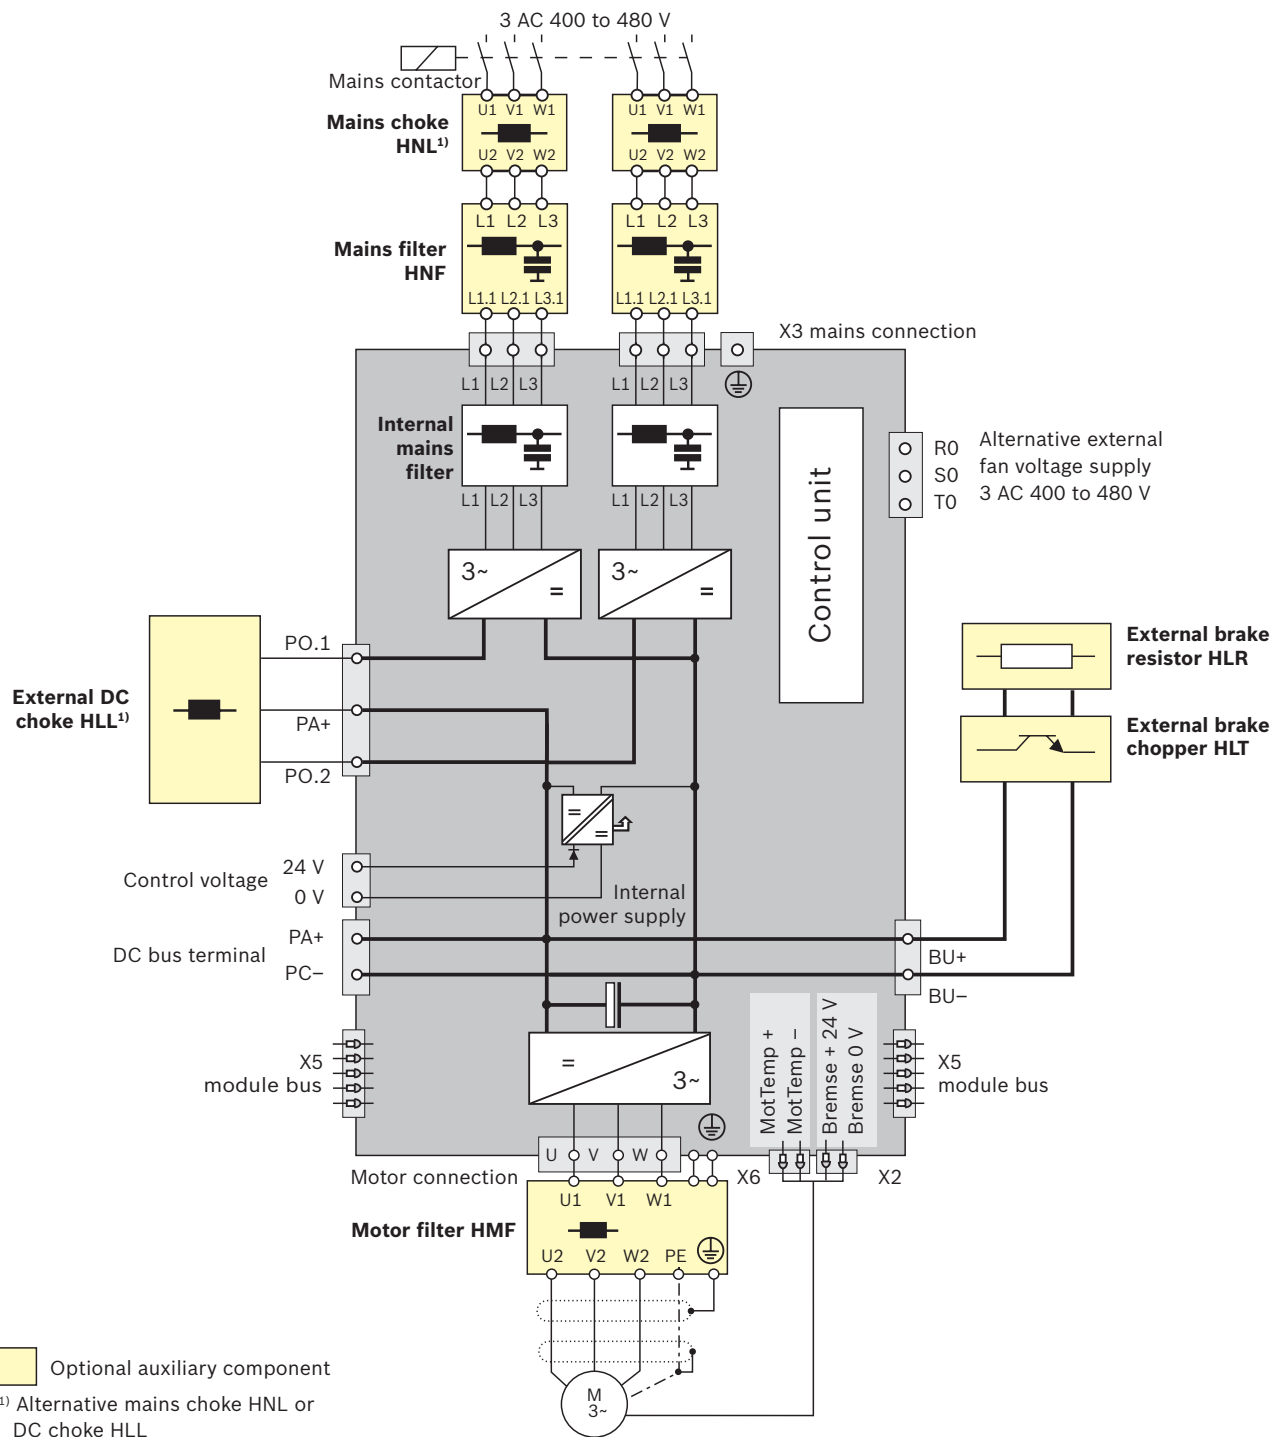 3 AC 400 to 480 V
Mains contactor
U1 V1 W1
U1 V1 W1
Mains choke
HNL¹⁾
U2 V2 W2
U2 V2 W2
L1 L2 L3
L1 L2 L3
Mains filter
HNF
L1.1 L2.1 L3.1
L1.1 L2.1 L3.1
X3 mains connection
L1 L2 L3
L1 L2 L3
Internal
mains
filter
L1 L2 L3
L1 L2 L3
Control unit
R0
S0
T0
Alternative external
fan voltage supply
3 AC 400 to 480 V
3~
=
3~
=
PO.1
External DC
choke HLL¹⁾
PA+
PO.2
External brake
resistor HLR
External brake
chopper HLT
=
=
Control voltage
24 V
0 V
Internal
power supply
DC bus terminal
PA+
PC–
BU+
BU–
X5
module bus
=
3~
MotTemp +
MotTemp –
Bremse + 24 V
Bremse 0 V
X5
module bus
U V W
Motor connection
X6
X2
U1 V1 W1
Motor filter HMF
U2 V2 W2 PE
M
3~
Optional auxiliary component
¹⁾ Alternative mains choke HNL or
DC choke HLL